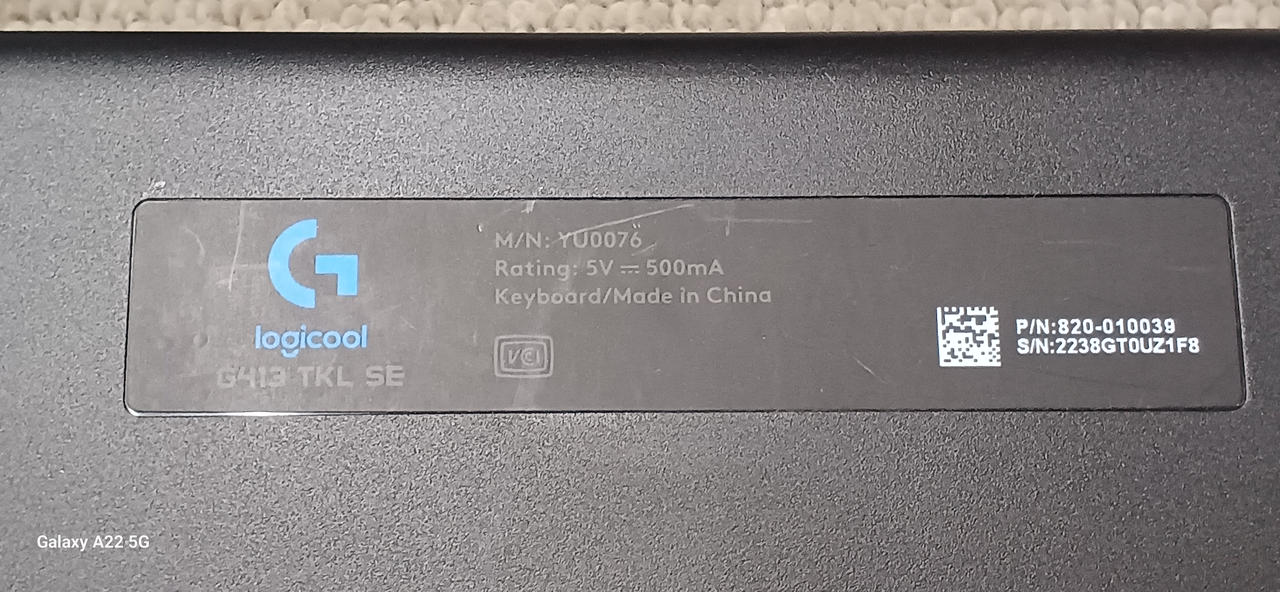 logicool
G413 TKL SE
M/N: YU0076
Rating: 5V ⎓ 500mA
Keyboard/Made in China
VCI
P/N:820-010039
S/N:2238GT0UZ1F8
Galaxy A22 5G